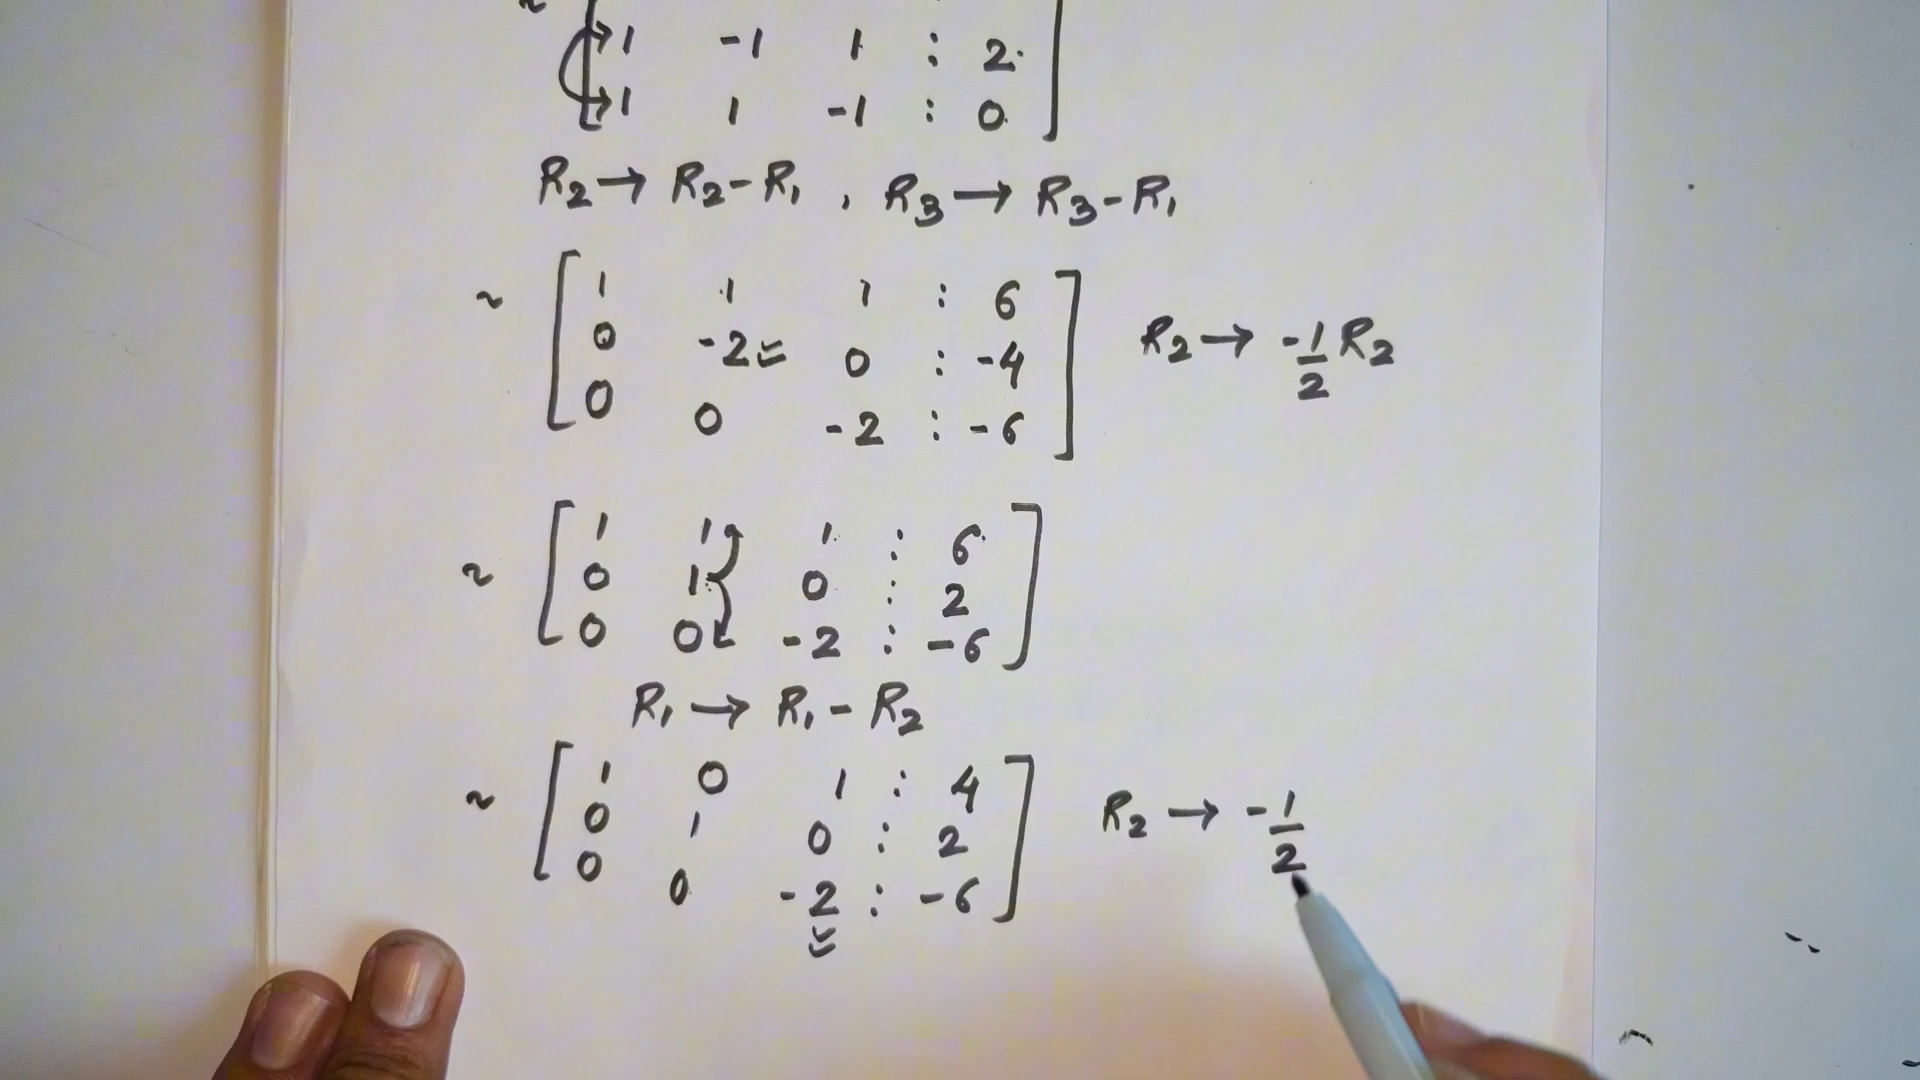 ~
1 -1 1 : 2
1 1 -1 : 0
R2 → R2 - R1 , R3 → R3 - R1
~ 1 1 1 : 6
0 -2 0 : -4 R2 → -1/2 R2
0 0 -2 : -6
~ 1 1 1 : 6
0 1 0 : 2
0 0 -2 : -6
R1 → R1 - R2
~ 1 0 1 : 4
0 1 0 : 2 R2 → -1/2
0 0 -2 : -6